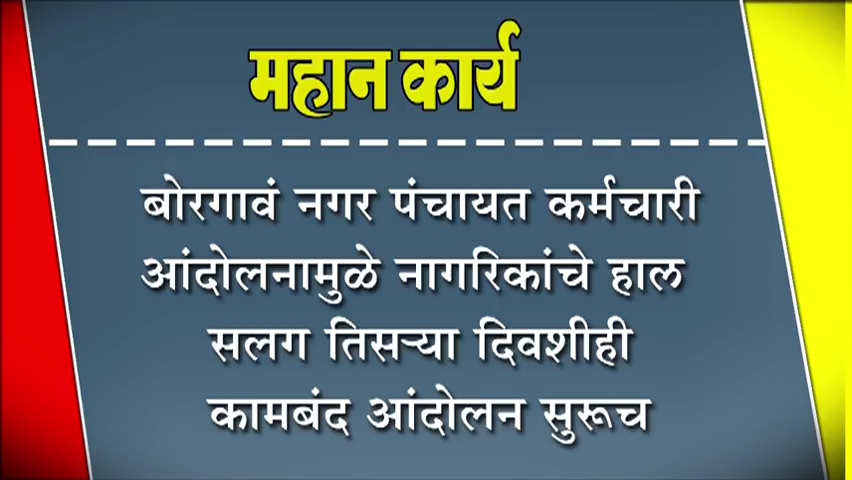 महान कार्य
बोरगावं नगर पंचायत कर्मचारी
आंदोलनामुळे नागरिकांचे हाल
सलग तिसऱ्या दिवशीही
कामबंद आंदोलन सुरूच